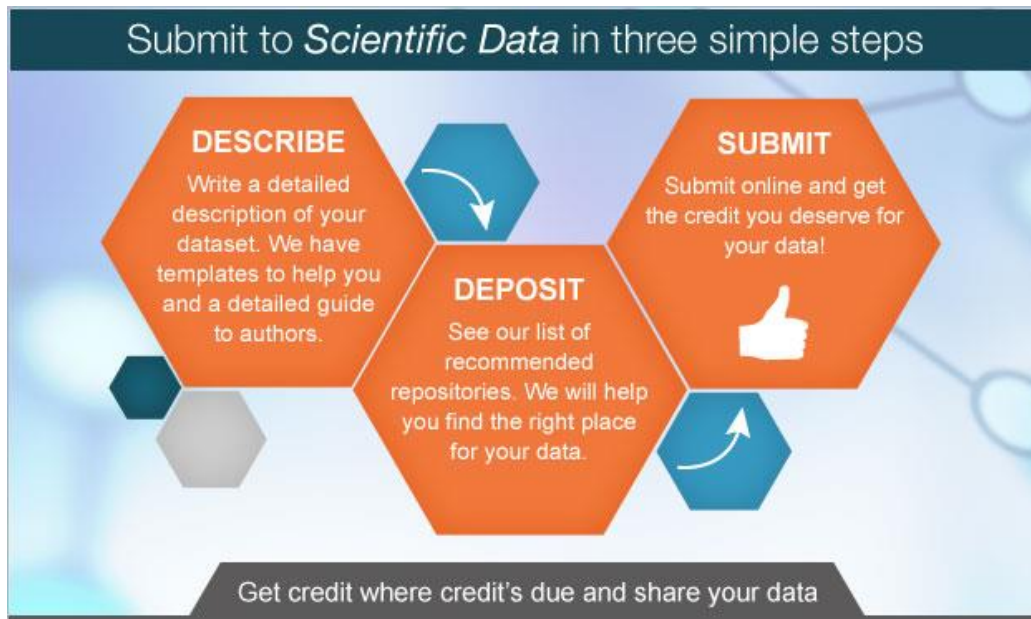 Submit to Scientific Data in three simple steps
DESCRIBE
Write a detailed
description of your
dataset. We have
templates to help you
and a detailed guide
to authors.
DEPOSIT
See our list of
recommended
repositories. We will help
you find the right place
for your data.
SUBMIT
Submit online and get
the credit you deserve for
your data!
Get credit where credit's due and share your data